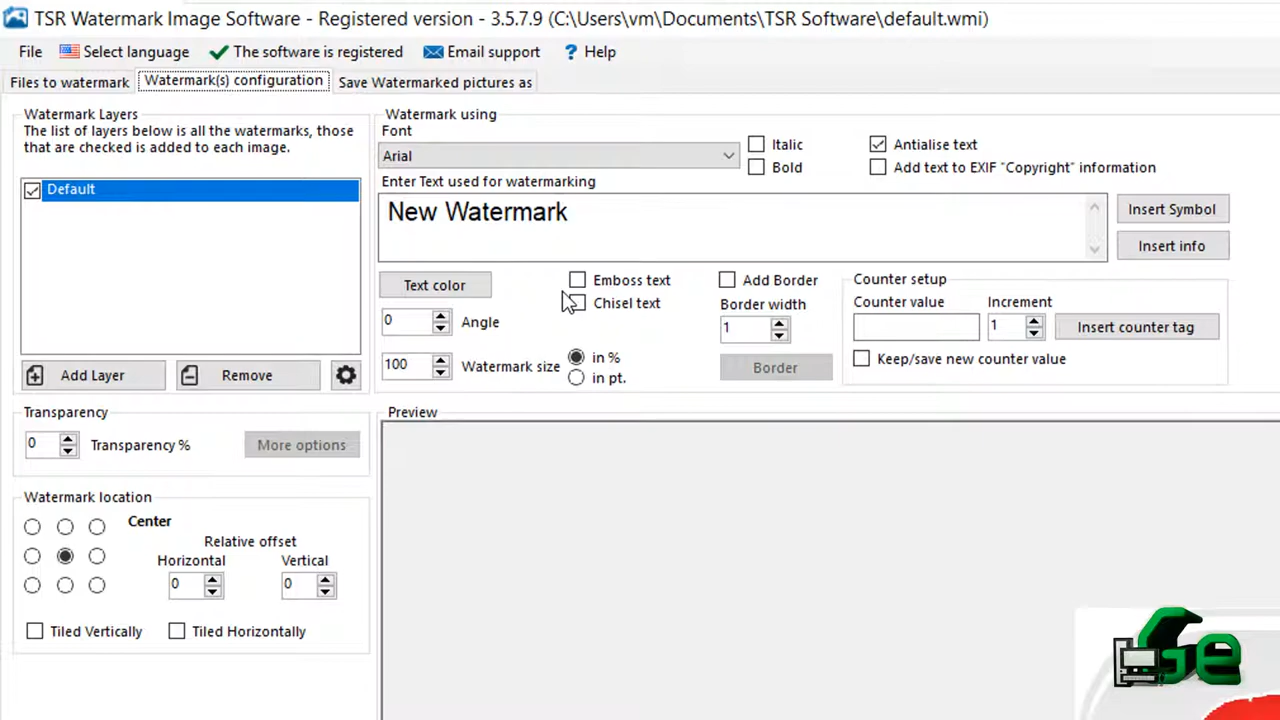 TSR Watermark Image Software - Registered version - 3.5.7.9 (C:\Users\vm\Documents\TSR Software\default.wmi)
File Select language The software is registered Email support ? Help
Files to watermark Watermark(s) configuration Save Watermarked pictures as
Watermark Layers
The list of layers below is all the watermarks, those
that are checked is added to each image.
Default
Add Layer Remove
Transparency
0 Transparency % More options
Watermark location
Center
Relative offset
Horizontal Vertical
0 0
Tiled Vertically Tiled Horizontally
Watermark using
Font
Arial
Italic Antialise text
Bold Add text to EXIF "Copyright" information
Enter Text used for watermarking
New Watermark
Insert Symbol
Insert info
Text color
Emboss text
Chisel text
0 Angle
100 Watermark size
in %
in pt.
Add Border
Border width
1
Border
Counter setup
Counter value Increment
1 Insert counter tag
Keep/save new counter value
Preview
Ge